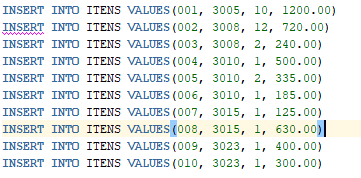 INSERT INTO ITENS VALUES(001, 3005, 10, 1200.00)
INSERT INTO ITENS VALUES(002, 3008, 12, 720.00)
INSERT INTO ITENS VALUES(003, 3008, 2, 240.00)
INSERT INTO ITENS VALUES(004, 3010, 1, 500.00)
INSERT INTO ITENS VALUES(005, 3010, 2, 335.00)
INSERT INTO ITENS VALUES(006, 3010, 1, 185.00)
INSERT INTO ITENS VALUES(007, 3015, 1, 125.00)
INSERT INTO ITENS VALUES(008, 3015, 1, 630.00)
INSERT INTO ITENS VALUES(009, 3023, 1, 400.00)
INSERT INTO ITENS VALUES(010, 3023, 1, 300.00)